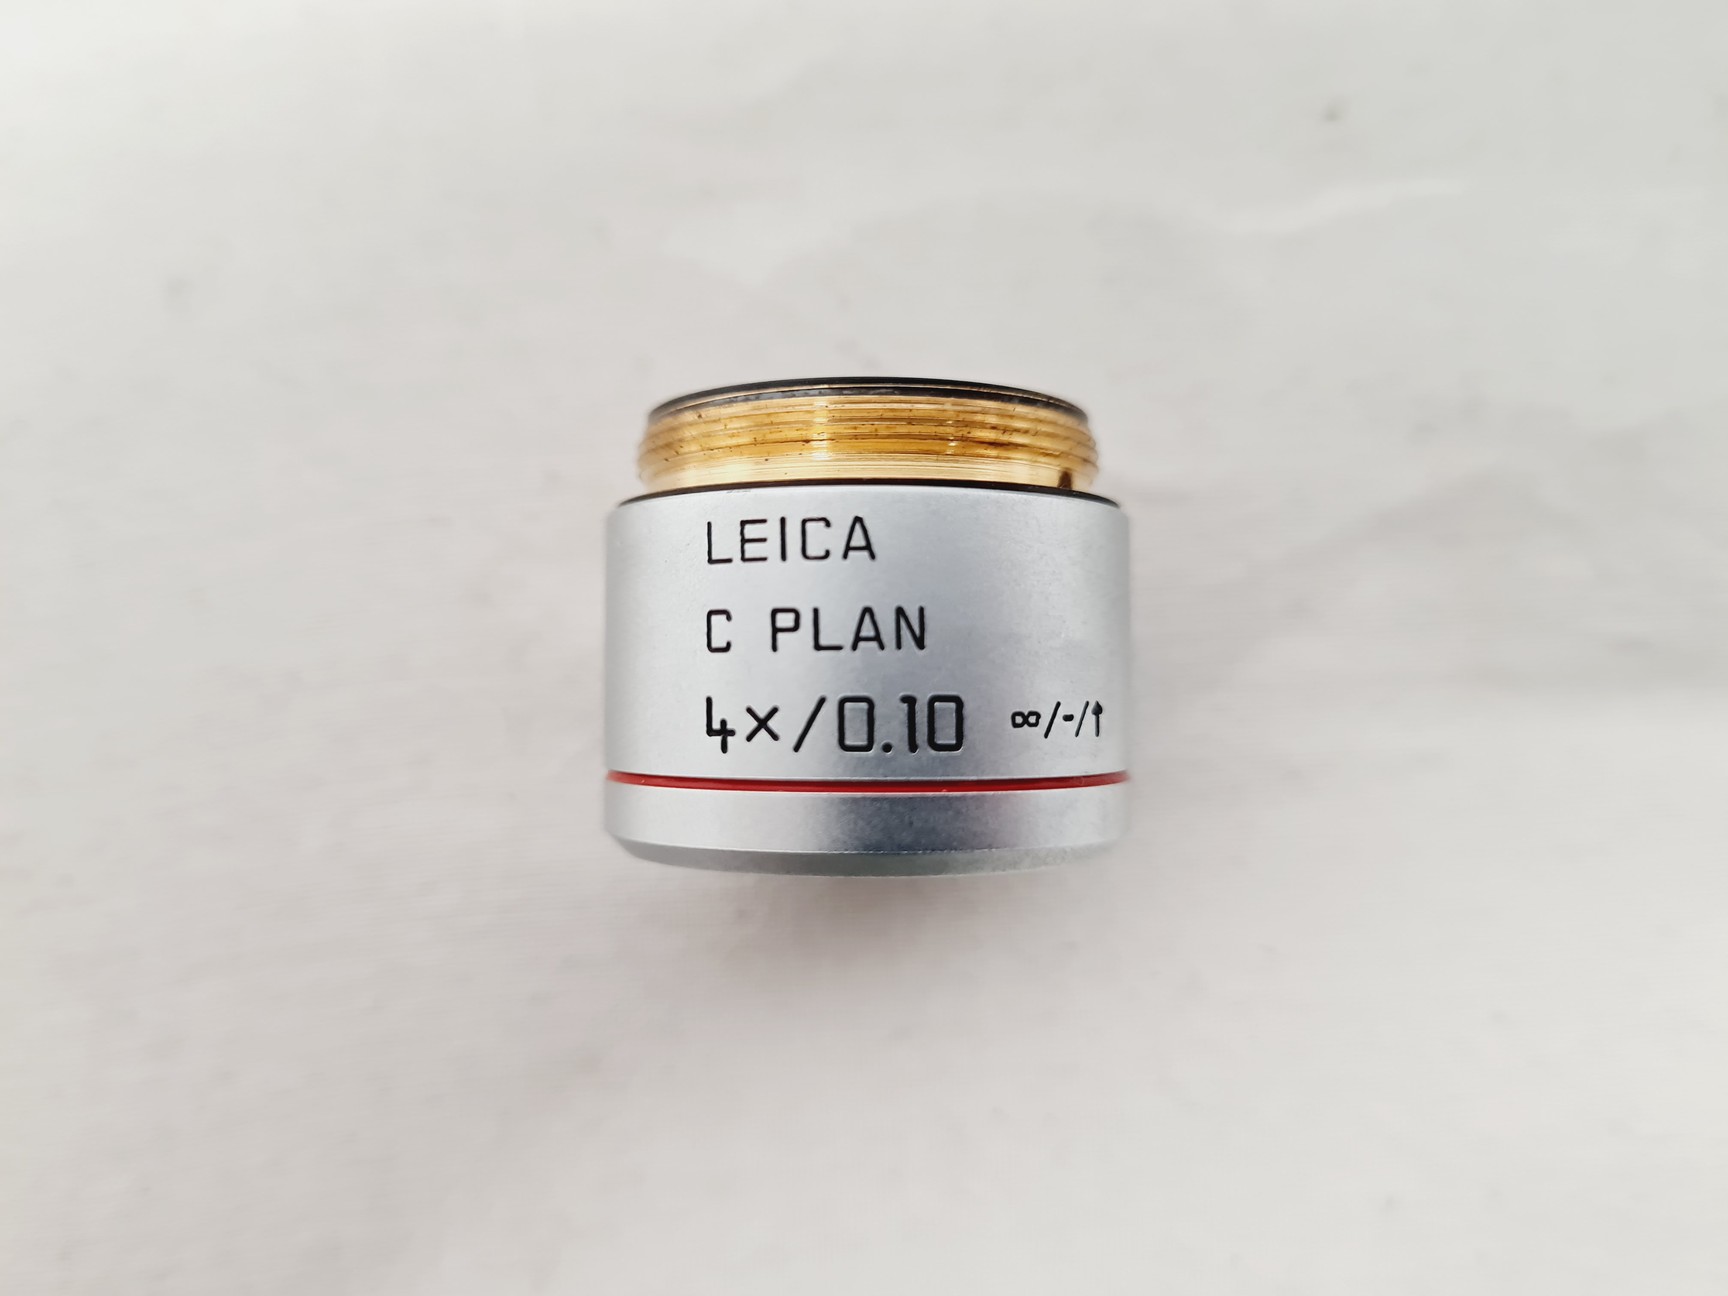 LEICA
C PLAN
4×/0.10 ∞/-/↑